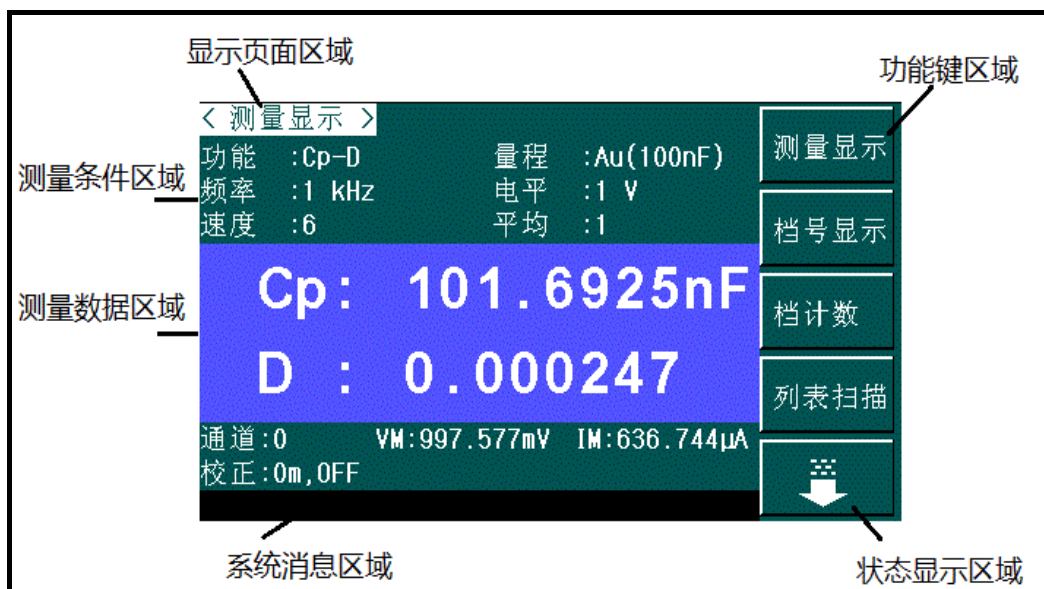 显示页面区域
功能键区域
< 测量显示 >
测量条件区域
功能 :Cp-D 量程 :Au(100nF)
频率 :1 kHz 电平 :1 V
速度 :6 平均 :1
测量数据区域
Cp: 101.6925nF
D : 0.000247
通道:0 VM:997.577mV IM:636.744μA
校正:0m,OFF
测量显示
档号显示
档计数
列表扫描
系统消息区域
状态显示区域